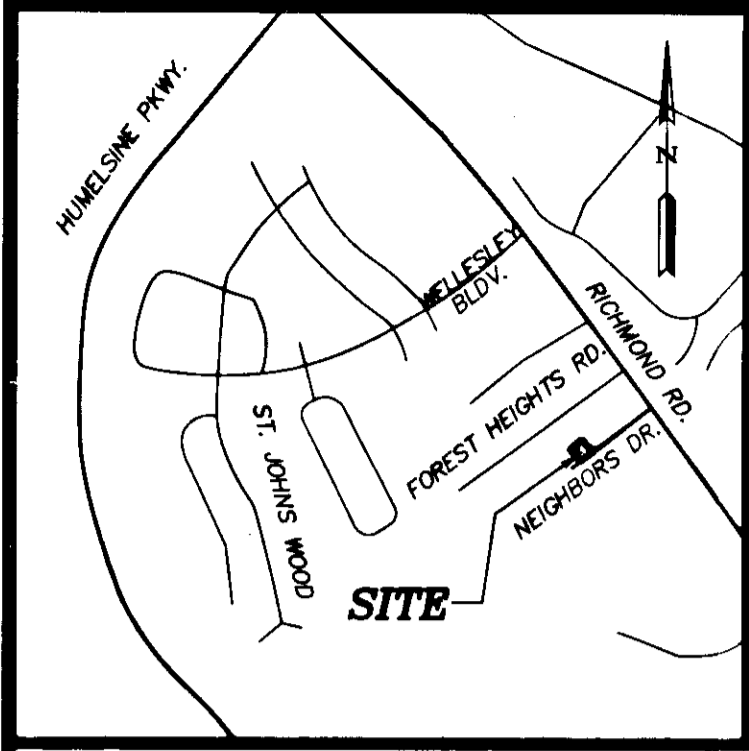 HUMELSINE PKWY.
N
WELLESLEY
BLDV.
RICHMOND RD.
FOREST HEIGHTS RD.
NEIGHBORS DR.
ST. JOHNS WOOD
SITE